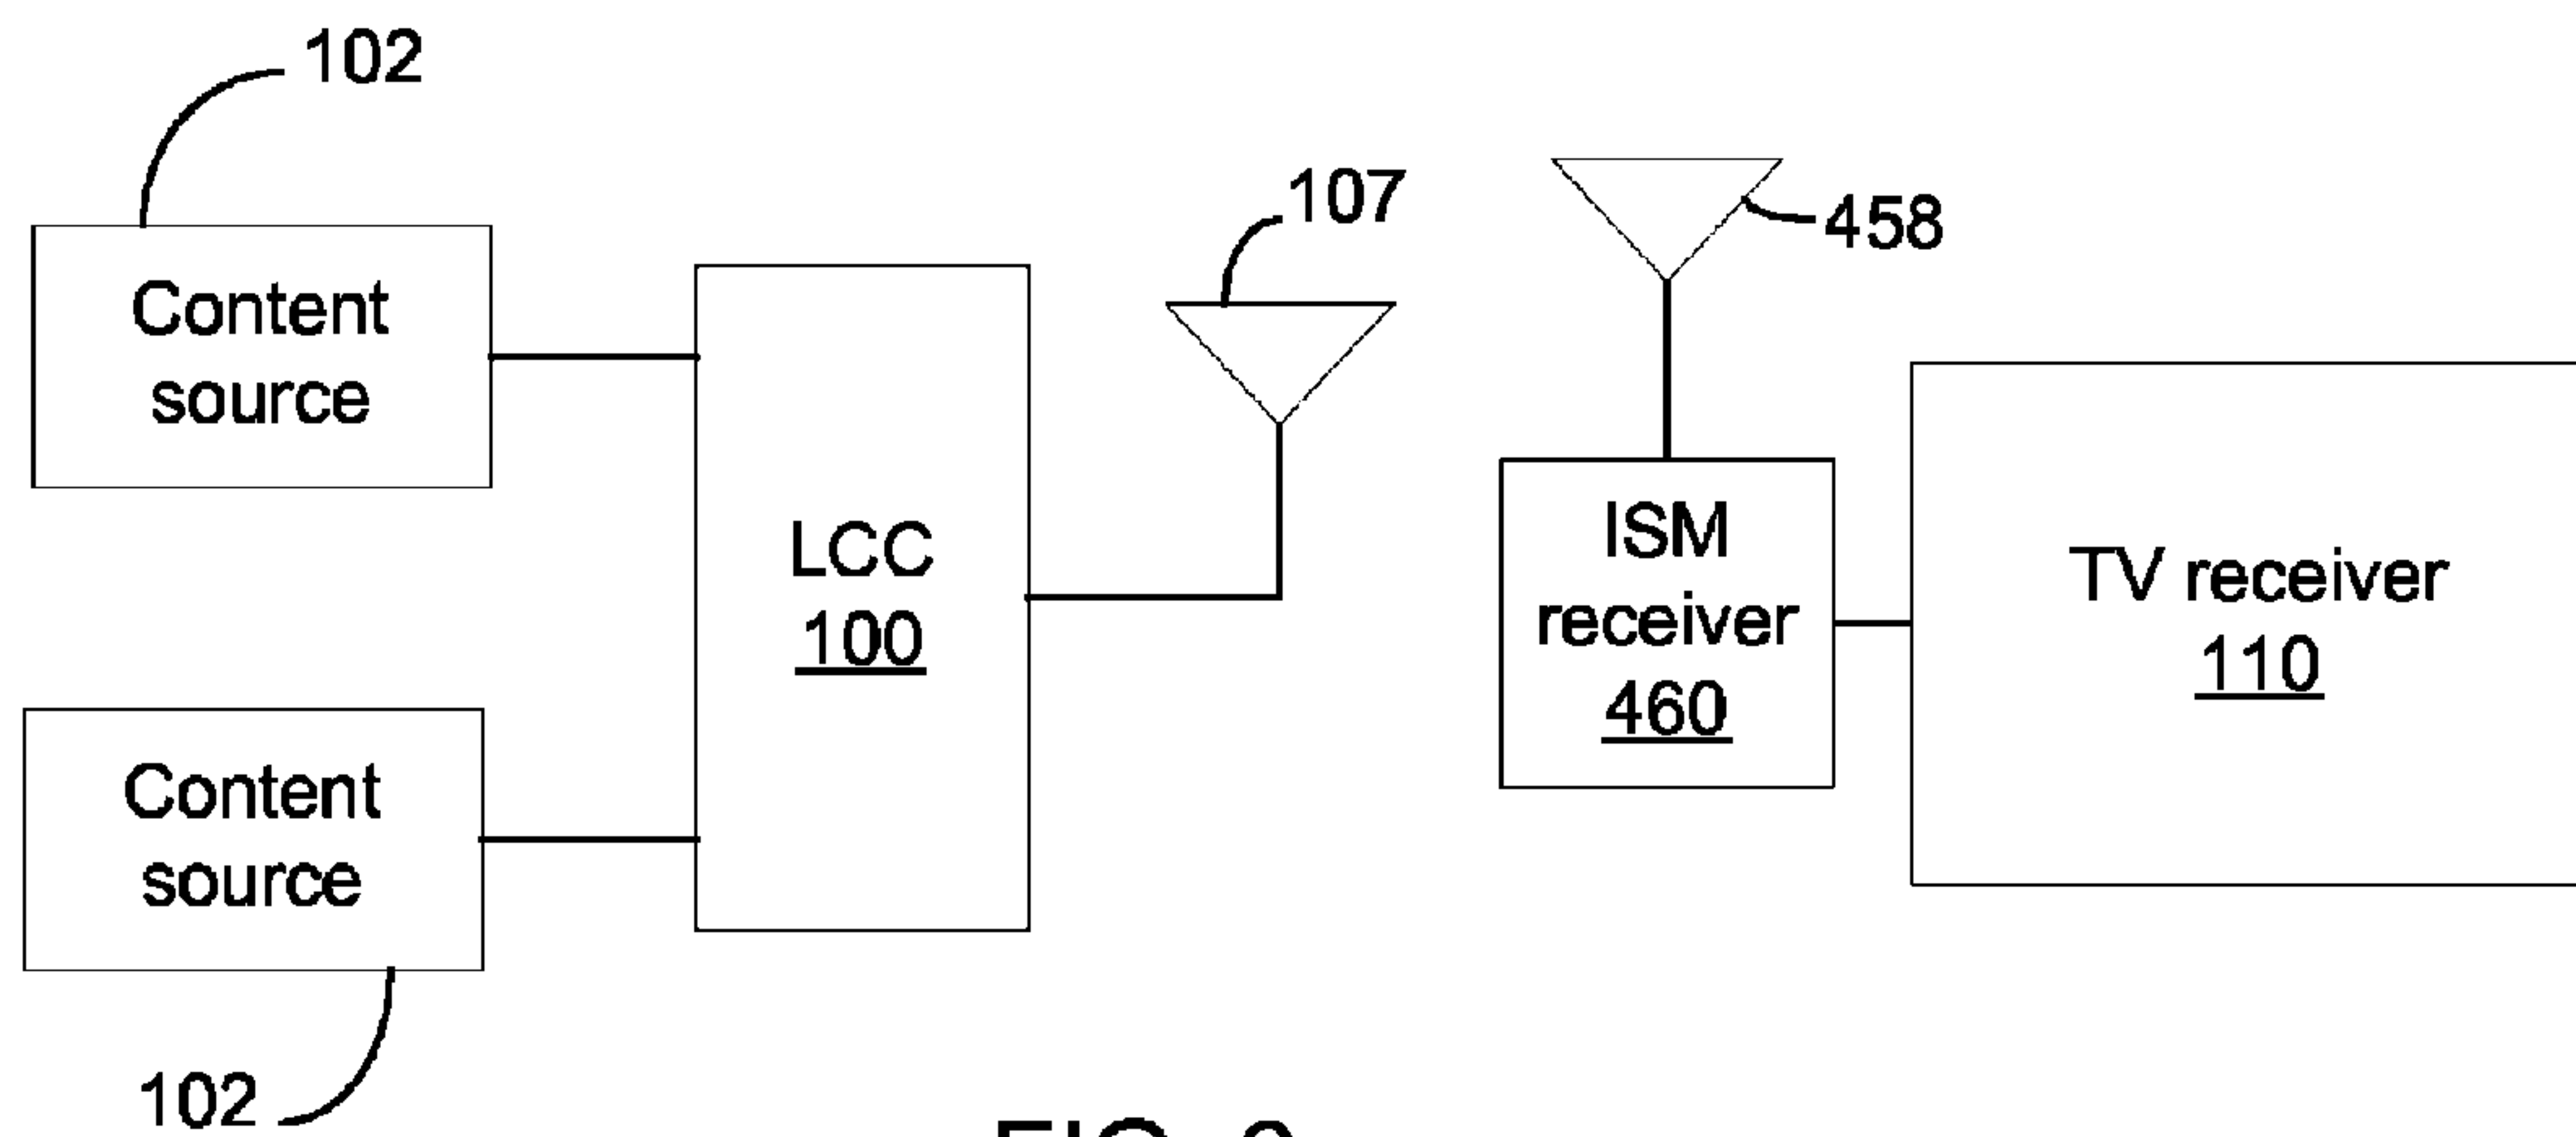 102
107
458
Content
source
LCC
100
ISM
receiver
460
TV receiver
110
Content
source
102